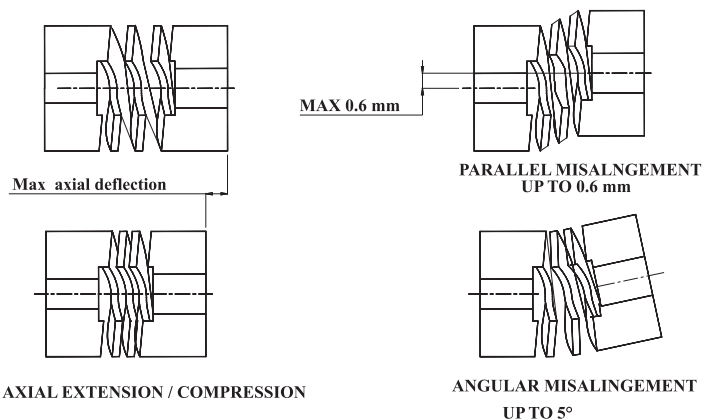 MAX 0.6 mm
PARALLEL MISALNGEMENT
UP TO 0.6 mm
Max axial deflection
AXIAL EXTENSION / COMPRESSION
ANGULAR MISALINGEMENT
UP TO 5°